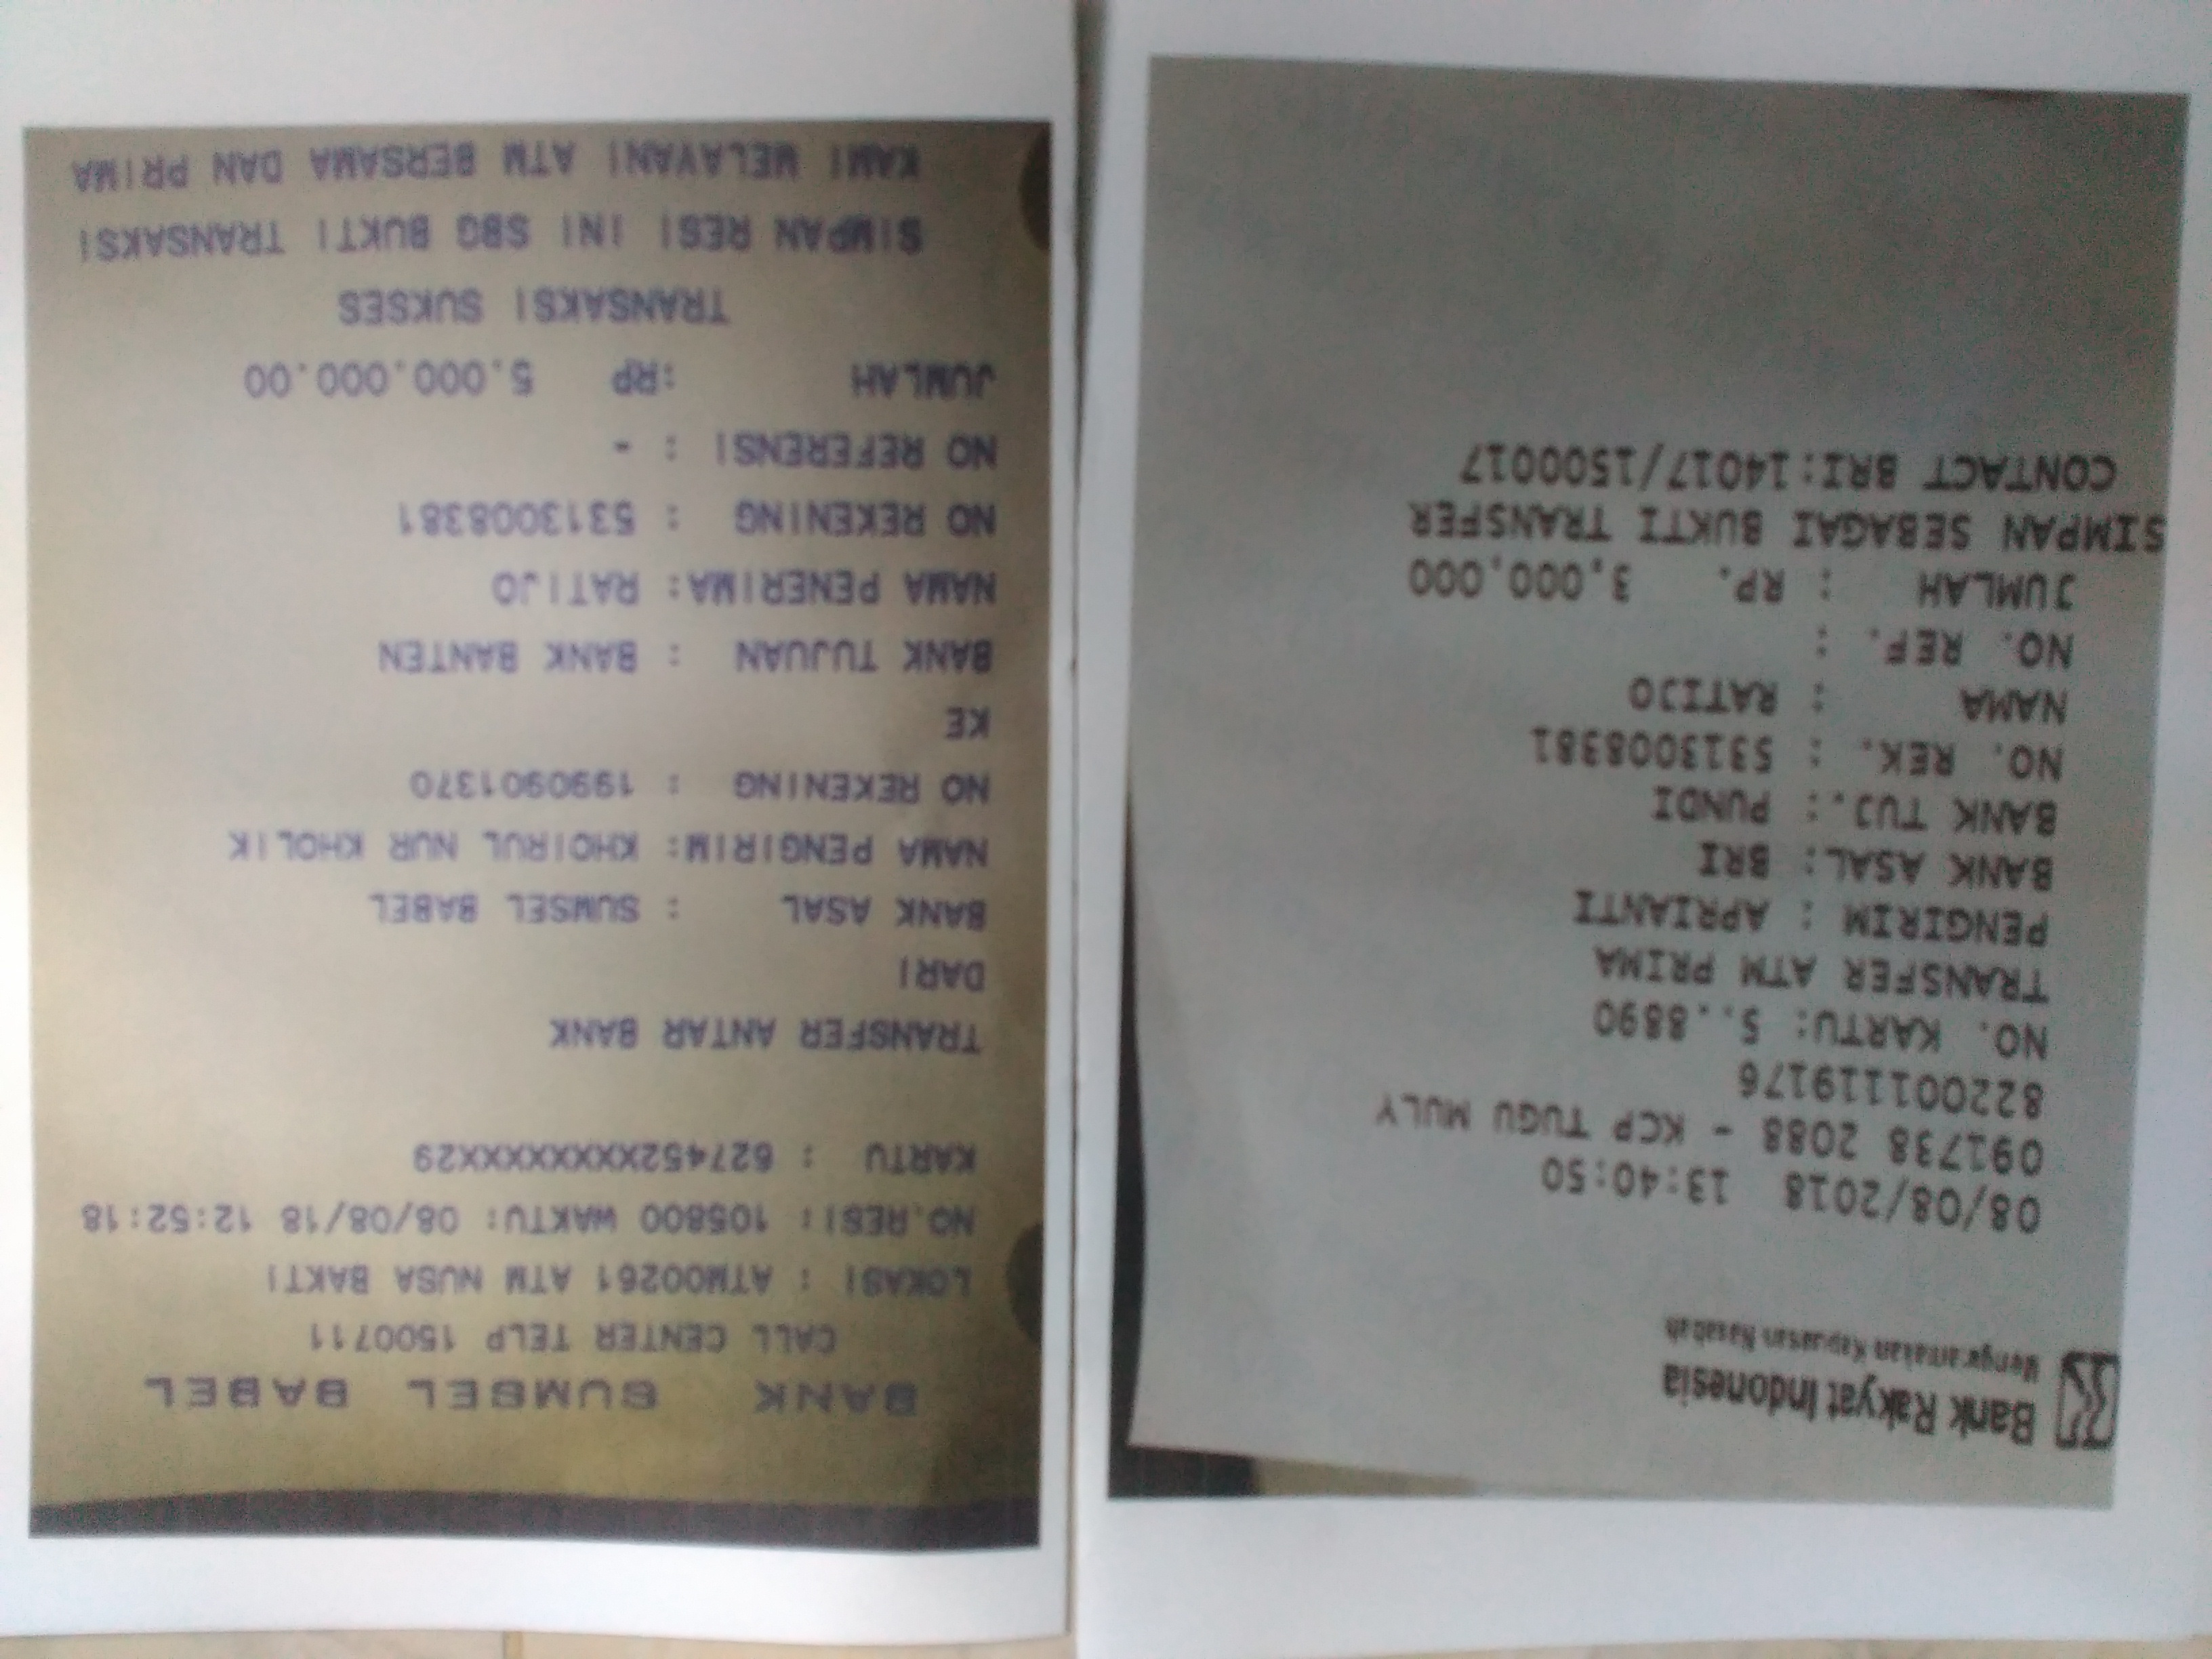 Bank Rakyat Indonesia
Mengutamakan Kepuasan Nasabah
08/08/2018 13:40:50
091738 2088 - KCP TUGU MULY
822001119176
NO. KARTU: 5..8890
TRANSFER ATM PRIMA
PENGIRIM : APRIANTI
BANK ASAL: BRI
BANK TUJ.: PUNDI
NO. REK. : 5313008381
NAMA : RATIJO
NO. REF. :
JUMLAH : RP. 3,000,000
SIMPAN SEBAGAI BUKTI TRANSFER
CONTACT BRI:14017/1500017
BANK SUMSEL BABEL
CALL CENTER TELP 1500711
LOKASI : ATM00261 ATM NUSA BAKTI
NO.RESI: 105800 WAKTU: 08/08/18 12:52:18
KARTU : 627452XXXXXXXX29
TRANSFER ANTAR BANK
DARI
BANK ASAL : SUMSEL BABEL
NAMA PENGIRIM: KHOIRUL NUR KHOLIK
NO REKENING : 1990901370
KE
BANK TUJUAN : BANK BANTEN
NAMA PENERIMA: RATIJO
NO REKENING : 5313008381
NO REFERENSI : -
JUMLAH :RP 5.000.000.00
TRANSAKSI SUKSES
SIMPAN RESI INI SBG BUKTI TRANSAKSI
KAMI MELAYANI ATM BERSAMA DAN PRIMA